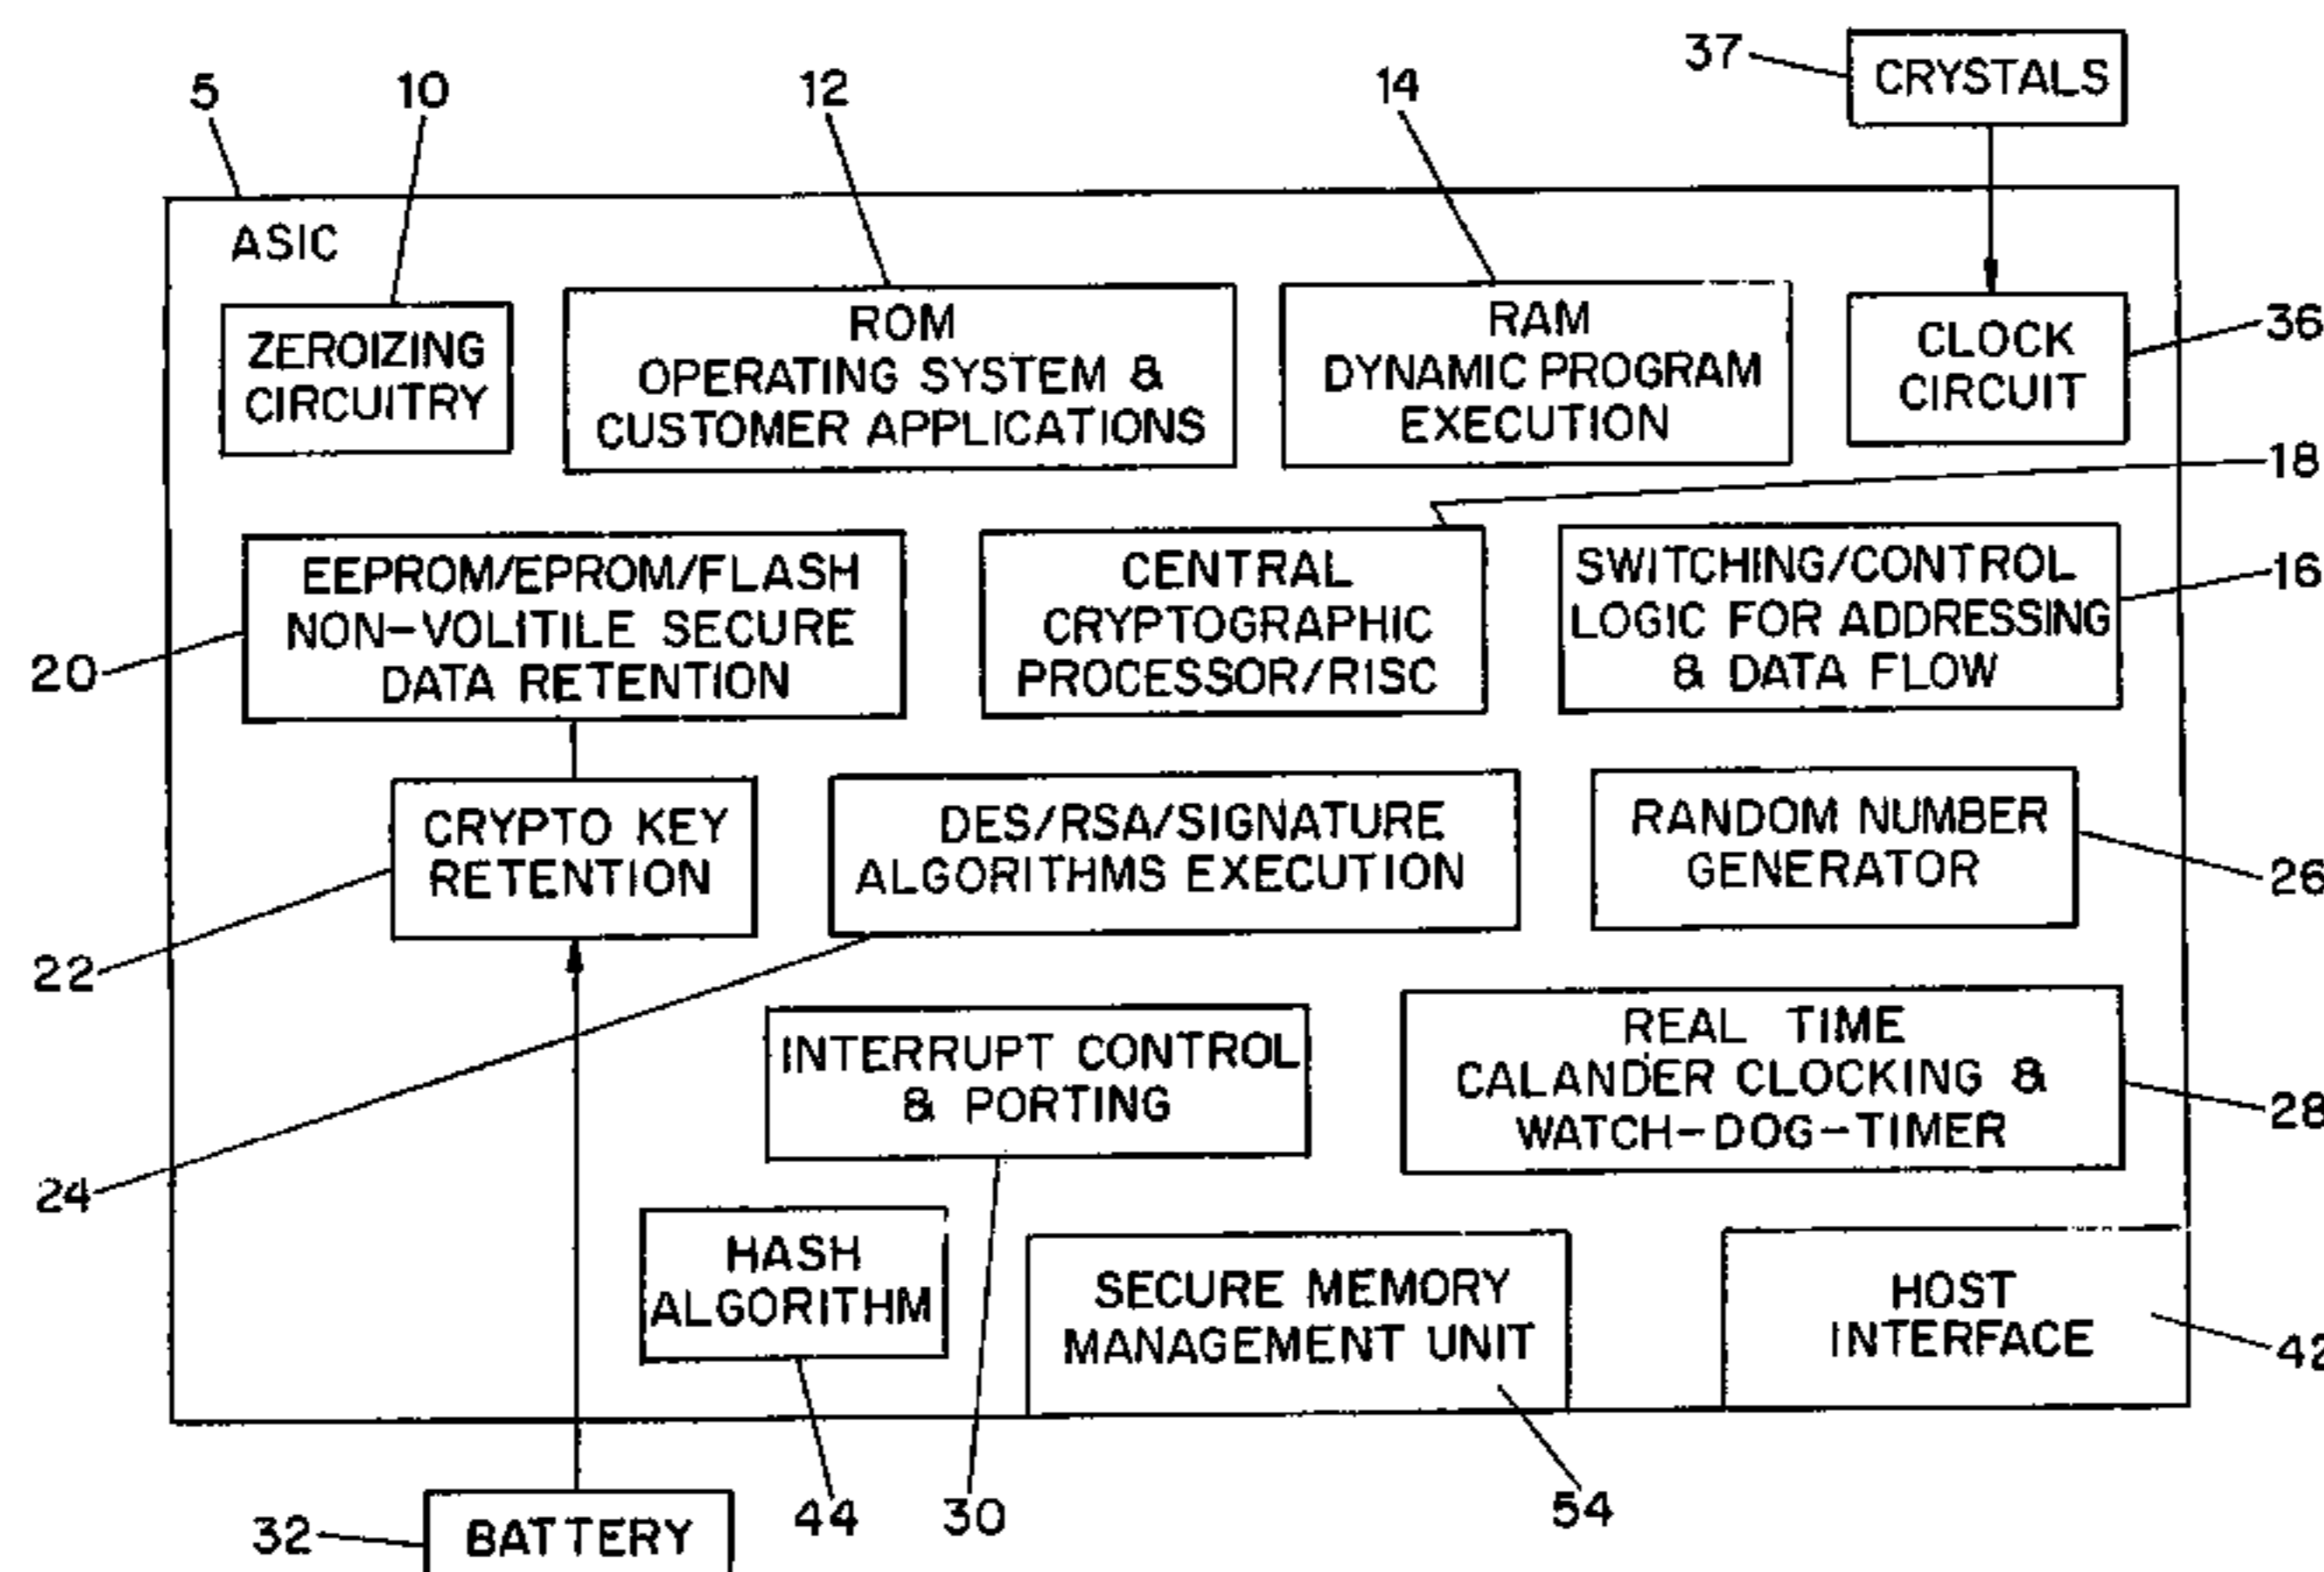 37
CRYSTALS
5
10
12
14
ASIC
ZEROIZING
CIRCUITRY
ROM
OPERATING SYSTEM &
CUSTOMER APPLICATIONS
RAM
DYNAMIC PROGRAM
EXECUTION
CLOCK
CIRCUIT
36
18
EEPROM/EPROM/FLASH
NON-VOLITILE SECURE
DATA RETENTION
20
CENTRAL
CRYPTOGRAPHIC
PROCESSOR/RISC
SWITCHING/CONTROL
LOGIC FOR ADDRESSING
& DATA FLOW
16
CRYPTO KEY
RETENTION
22
DES/RSA/SIGNATURE
ALGORITHMS EXECUTION
24
RANDOM NUMBER
GENERATOR
26
INTERRUPT CONTROL
& PORTING
REAL TIME
CALANDER CLOCKING &
WATCH-DOG-TIMER
28
HASH
ALGORITHM
SECURE MEMORY
MANAGEMENT UNIT
HOST
INTERFACE
42
32
BATTERY
44
30
54